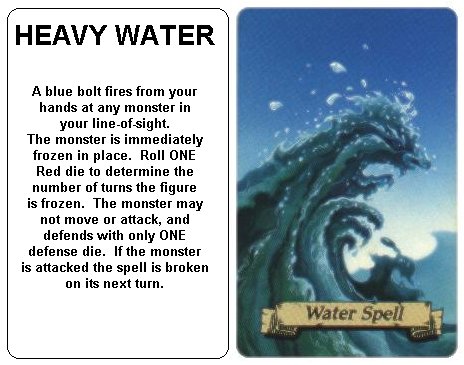 HEAVY WATER
A blue bolt fires from your
hands at any monster in
your line-of-sight.
The monster is immediately
frozen in place.  Roll ONE
Red die to determine the
number of turns the figure
is frozen.  The monster may
not move or attack, and
defends with only ONE
defense die.  If the monster
is attacked the spell is broken
on its next turn.
Water Spell